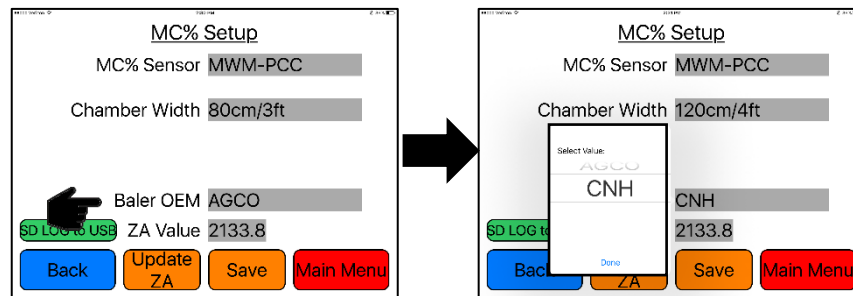 MC% Setup
MC% Sensor MWM-PCC
Chamber Width 80cm/3ft
Baler OEM AGCO
SD LOG to USB ZA Value 2133.8
Back Update ZA Save Main Menu
MC% Setup
MC% Sensor MWM-PCC
Chamber Width 120cm/4ft
Select Value:
AGCO
CNH
CNH
SD LOG 2133.8
Done
Bac ZA Save Main Menu